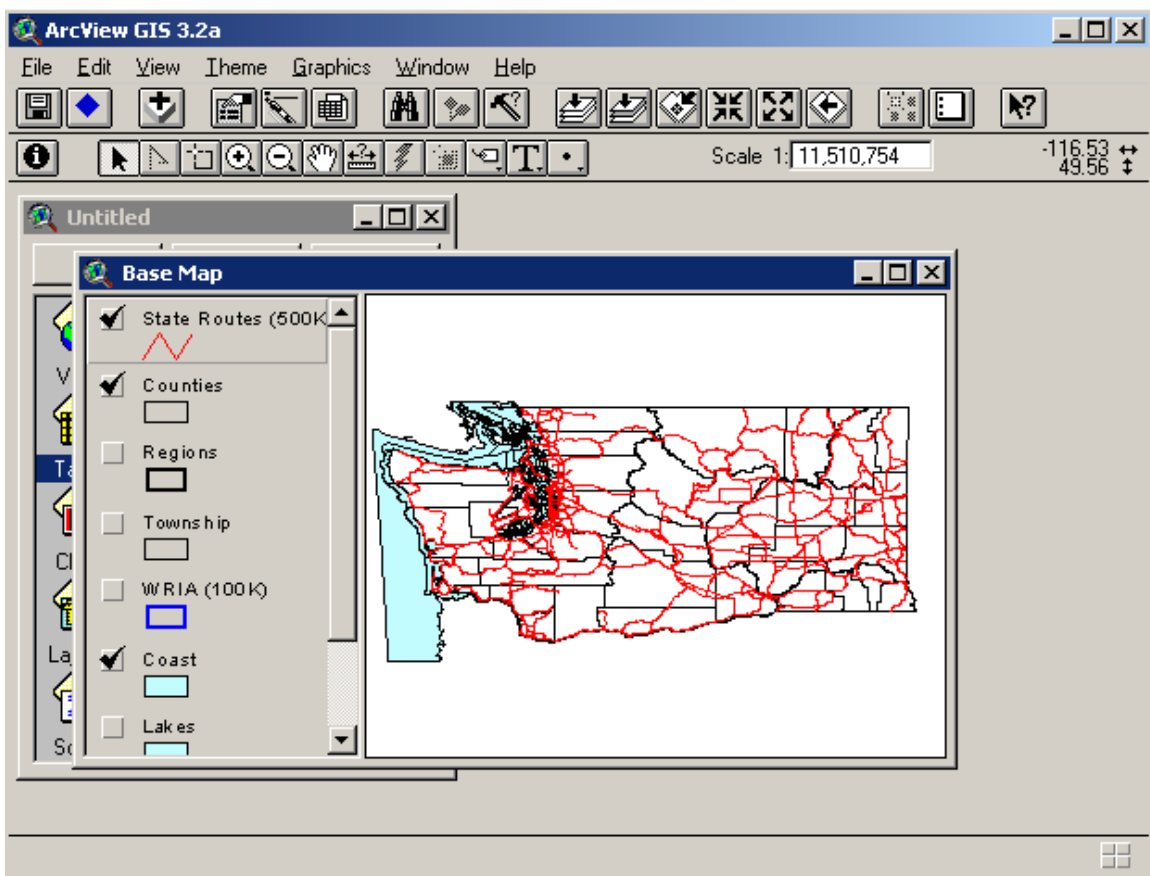 ArcView GIS 3.2a
File Edit View Theme Graphics Window Help
Scale 1: 11,510,754
-116.53
49.56
Untitled
Base Map
State Routes (500K
Counties
Regions
Township
WRIA (100K)
Coast
Lakes